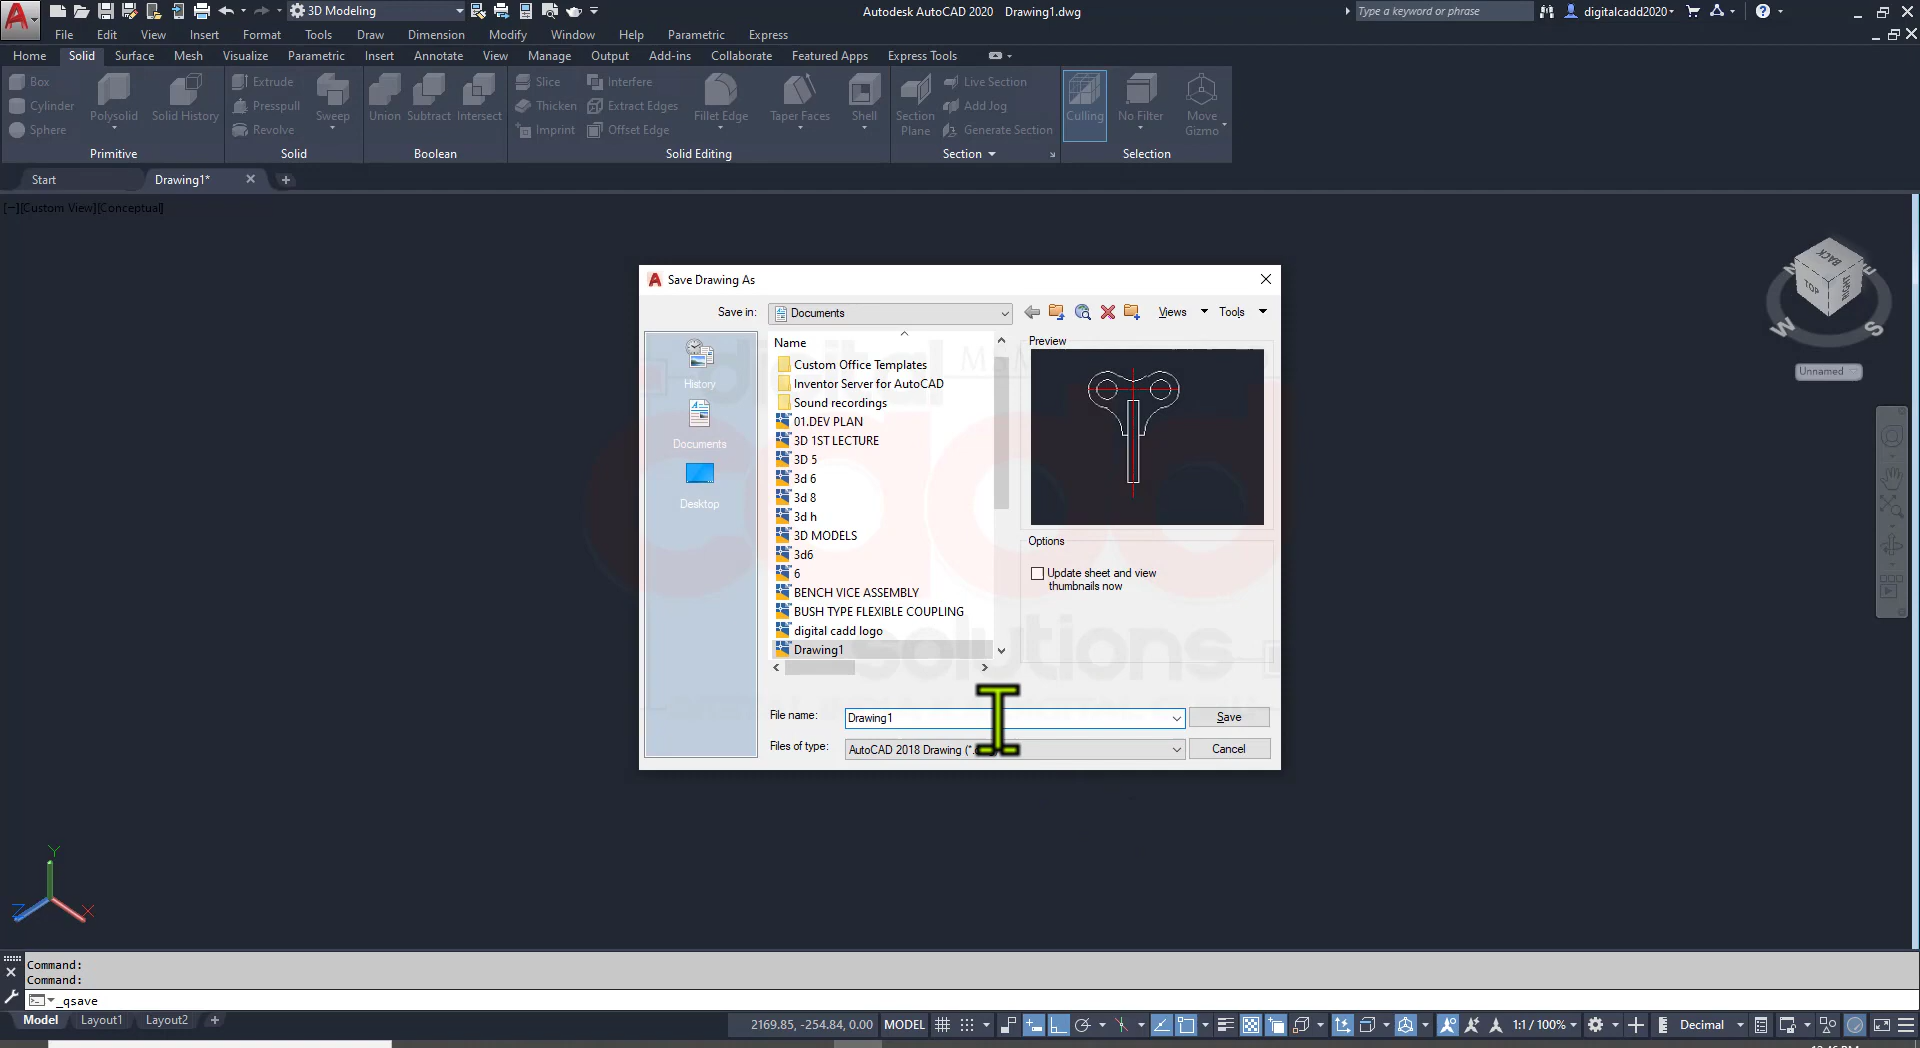 3D Modeling
Autodesk AutoCAD 2020 Drawing1.dwg
Type a keyword or phrase
digitalcadd2020
File Edit View Insert Format Tools Draw Dimension Modify Window Help Parametric Express
Home Solid Surface Mesh Visualize Parametric Insert Annotate View Manage Output Add-ins Collaborate Featured Apps Express Tools
Box
Cylinder
Sphere
Polysolid
Solid History
Primitive
Extrude
Presspull
Revolve
Sweep
Solid
Union Subtract Intersect
Boolean
Slice
Thicken
Imprint
Interfere
Extract Edges
Offset Edge
Fillet Edge
Taper Faces
Shell
Solid Editing
Section
Plane
Live Section
Add Jog
Generate Section
Section
Culling
No Filter
Move
Gizmo
Selection
Start
Drawing1*
[−][Custom View][Conceptual]
BACK
TOP
RIGHT
N
E
W
S
Unnamed
Save Drawing As
Save in:
Documents
Views
Tools
History
Documents
Desktop
Name
Custom Office Templates
Inventor Server for AutoCAD
Sound recordings
01.DEV PLAN
3D 1ST LECTURE
3D 5
3d 6
3d 8
3d h
3D MODELS
3d6
6
BENCH VICE ASSEMBLY
BUSH TYPE FLEXIBLE COUPLING
digital cadd logo
Drawing1
Preview
Options
Update sheet and view
thumbnails now
File name:
Drawing1
Save
Files of type:
AutoCAD 2018 Drawing (*.
Cancel
digital
cadd
solutions
Y
Z
X
Command:
Command:
_qsave
Model Layout1 Layout2
2169.85, -254.84, 0.00 MODEL
1:1 / 100%
Decimal